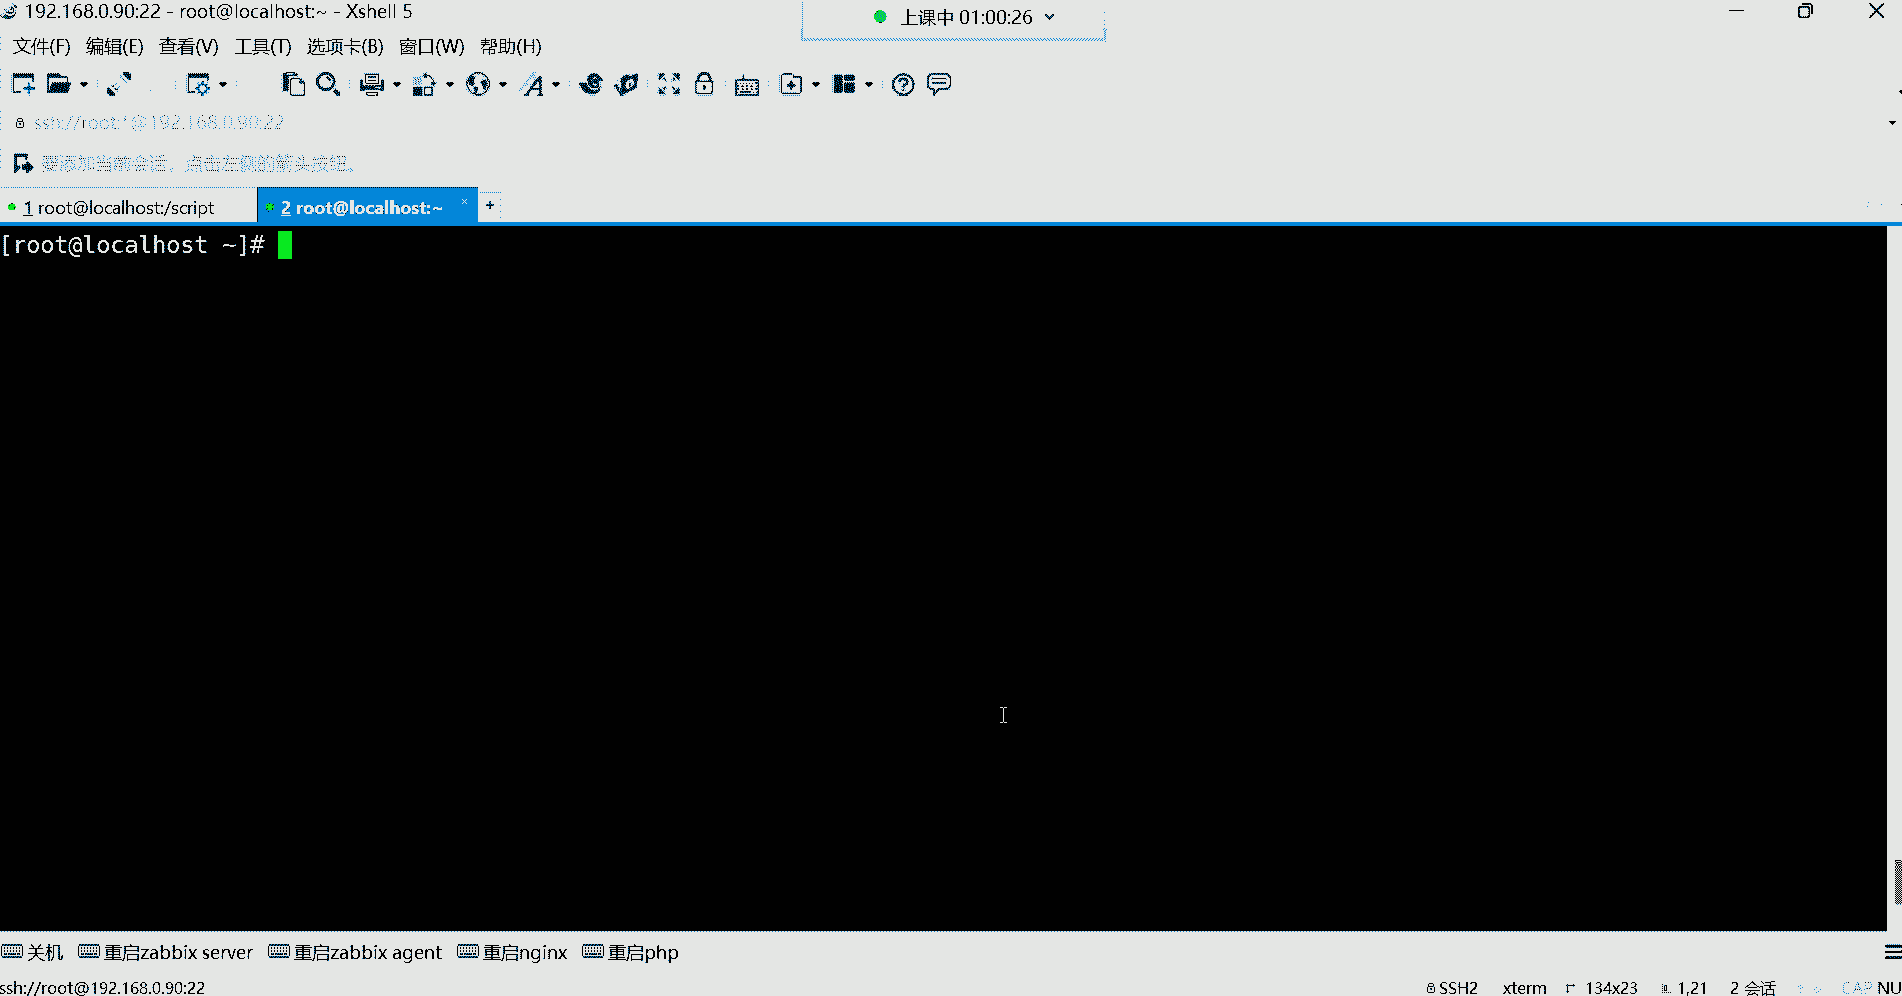 192.168.0.90:22 - root@localhost:~ - Xshell 5
上课中 01:00:26
文件(F) 编辑(E) 查看(V) 工具(T) 选项卡(B) 窗口(W) 帮助(H)
ssh://root:*@192.168.0.90:22
要添加当前会话，点击左侧的箭头按钮。
1 root@localhost:/script
2 root@localhost:~
[root@localhost ~]#
关机 重启zabbix server 重启zabbix agent 重启nginx 重启php
ssh://root@192.168.0.90:22
SSH2 xterm 134x23 1,21 2 会话 CAP NU